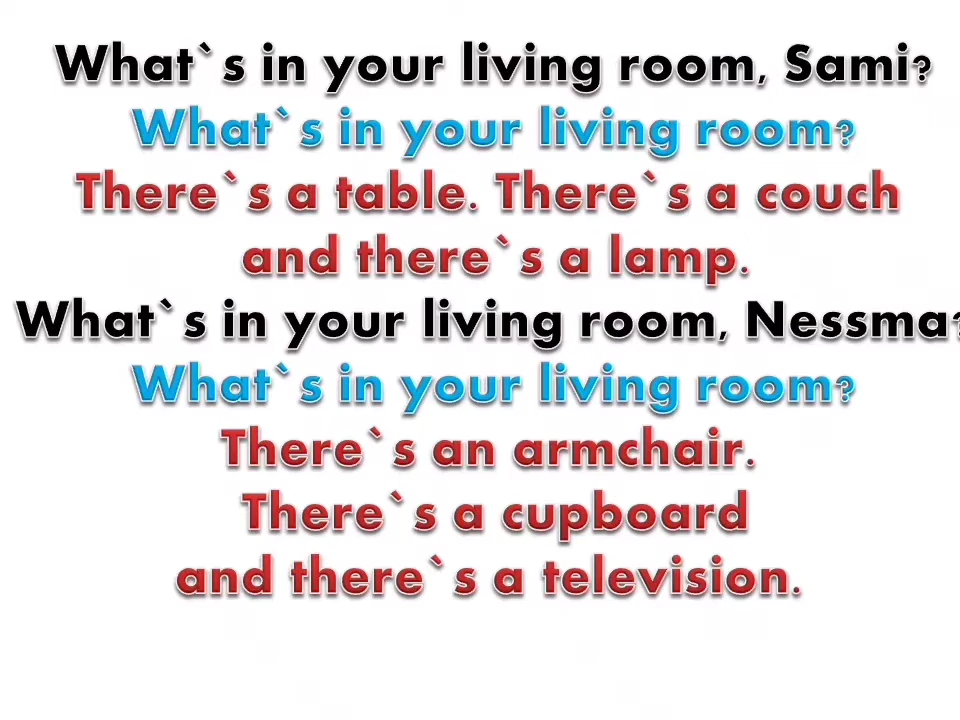 What`s in your living room, Sami?
What`s in your living room?
There`s a table. There`s a couch
and there`s a lamp.
What`s in your living room, Nessma?
What`s in your living room?
There`s an armchair.
There`s a cupboard
and there`s a television.